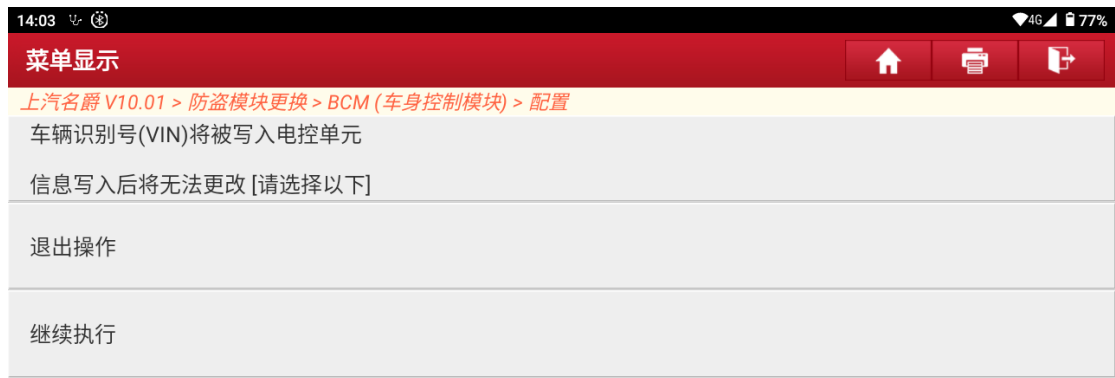 14:03 4G 77%
菜单显示
上汽名爵 V10.01 > 防盗模块更换 > BCM (车身控制模块) > 配置
车辆识别号(VIN)将被写入电控单元
信息写入后将无法更改 [请选择以下]
退出操作
继续执行